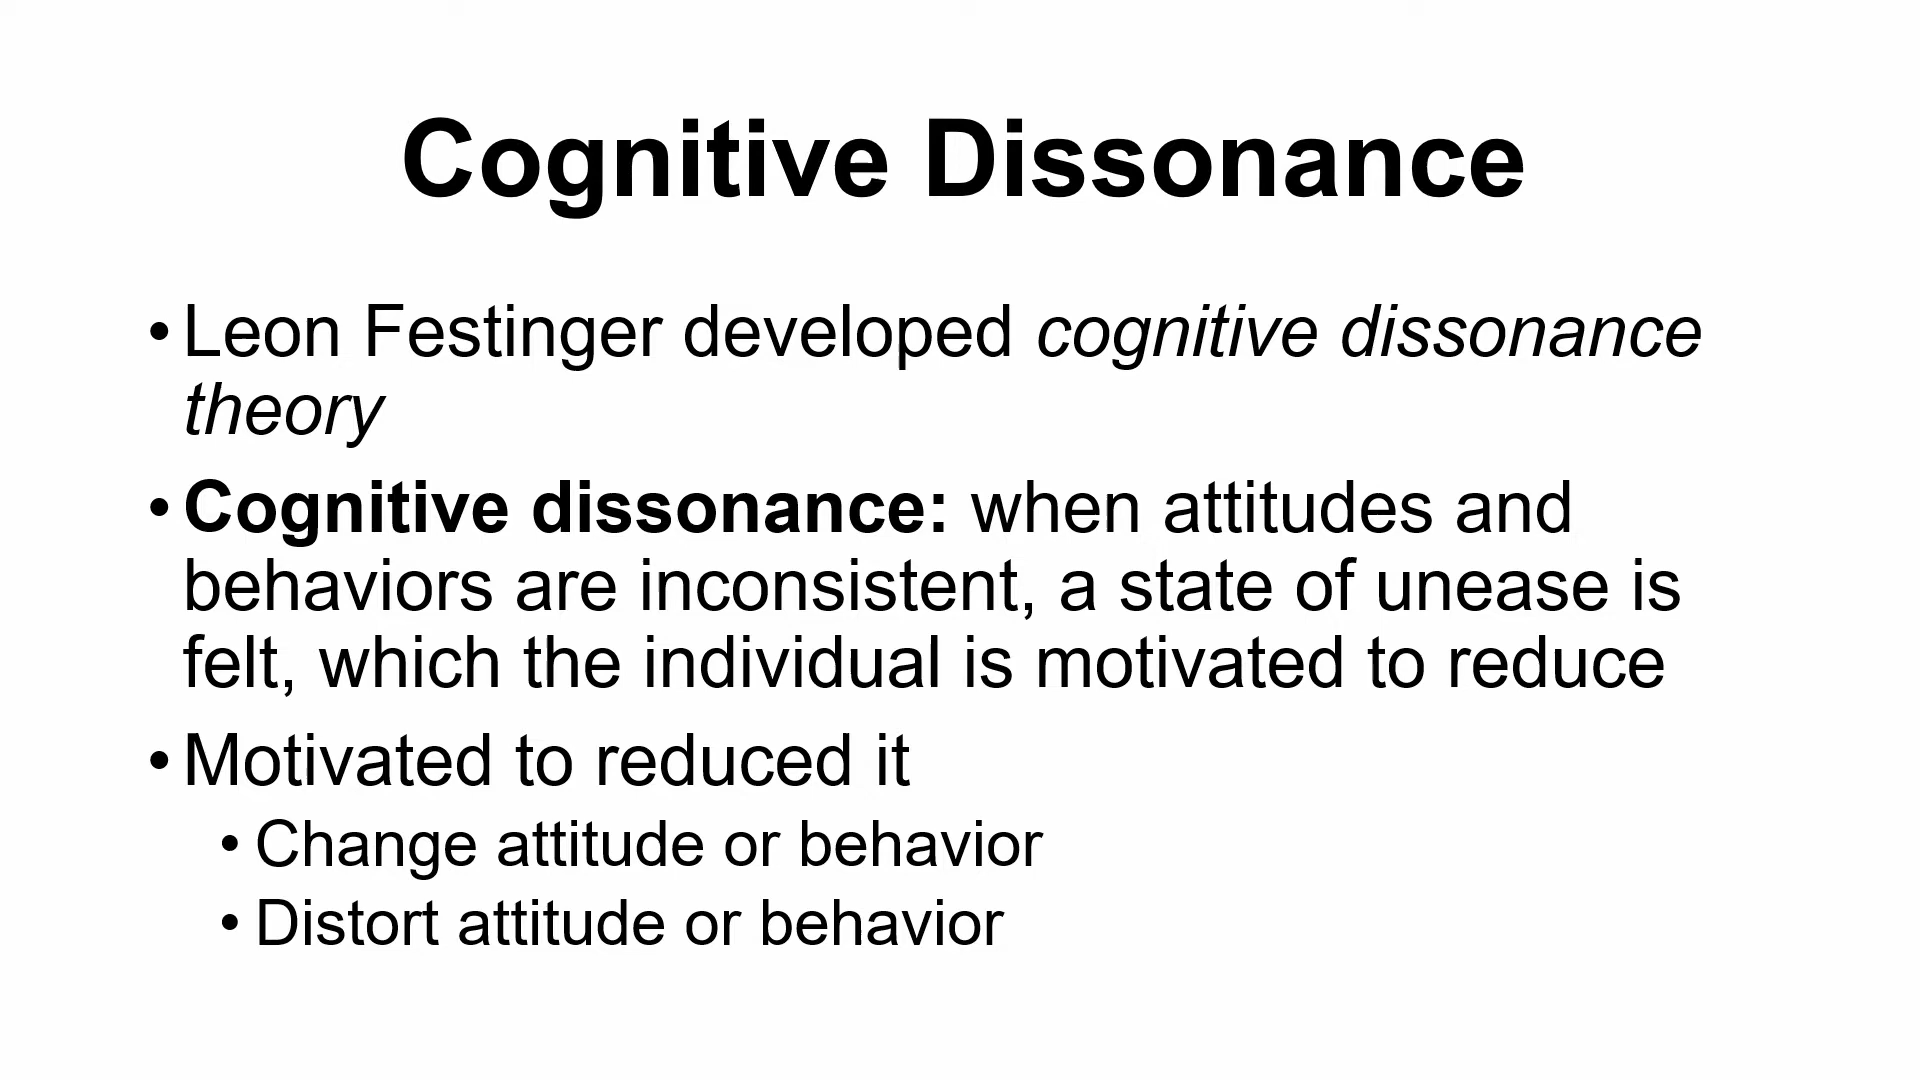 Cognitive Dissonance
• Leon Festinger developed cognitive dissonance
theory
• Cognitive dissonance: when attitudes and
behaviors are inconsistent, a state of unease is
felt, which the individual is motivated to reduce
• Motivated to reduced it
• Change attitude or behavior
• Distort attitude or behavior